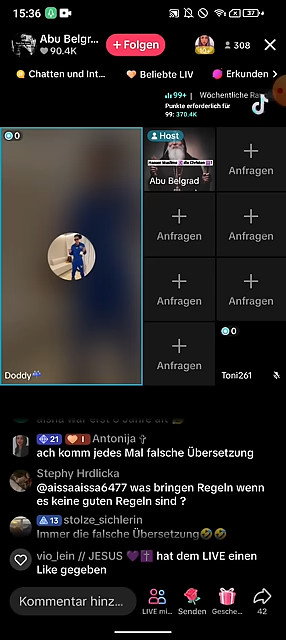 15:36
37
Abu Belgr...
90.4K
+ Folgen
308
Chatten und Int...
Beliebte LIV
Erkunden
99+ | Wöchentliche Ra
Punkte erforderlich für
99: 370.4K
0
Host
Abu Belgrad
Anfragen
Anfragen
Anfragen
Anfragen
Anfragen
Anfragen
Doddy
0
Toni261
21 1 Antonija ✞
ach komm jedes Mal falsche Übersetzung
Stephy Hrdlicka
@aissaaissa6477 was bringen Regeln wenn
es keine guten Regeln sind ?
13 stolze_sichlerin
Immer die falsche Übersetzung🤣🤣
vio_lein // JESUS 💜✝️ hat dem LIVE einen
Like gegeben
Kommentar hinz...
LIVE mi...
Senden
Gesche...
42